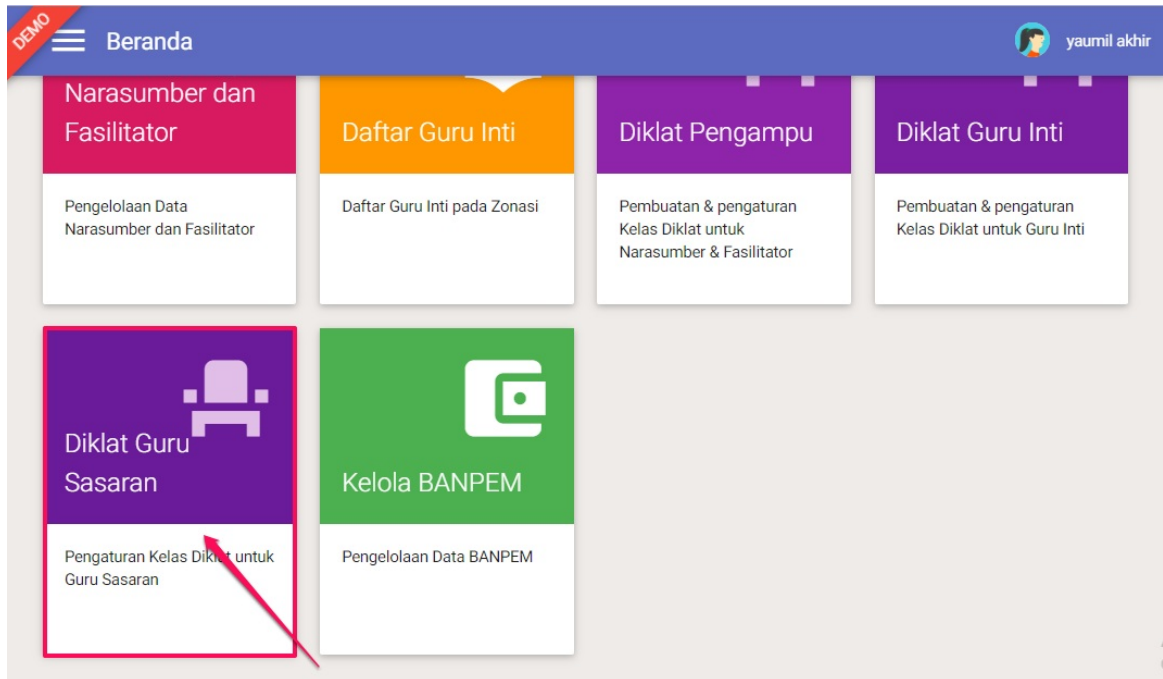 DEMO
Beranda
yaumil akhir
Narasumber dan
Fasilitator
Daftar Guru Inti
Diklat Pengampu
Diklat Guru Inti
Pengelolaan Data
Narasumber dan Fasilitator
Daftar Guru Inti pada Zonasi
Pembuatan & pengaturan
Kelas Diklat untuk
Narasumber & Fasilitator
Pembuatan & pengaturan
Kelas Diklat untuk Guru Inti
Diklat Guru
Sasaran
Kelola BANPEM
Pengaturan Kelas Diklat untuk
Guru Sasaran
Pengelolaan Data BANPEM